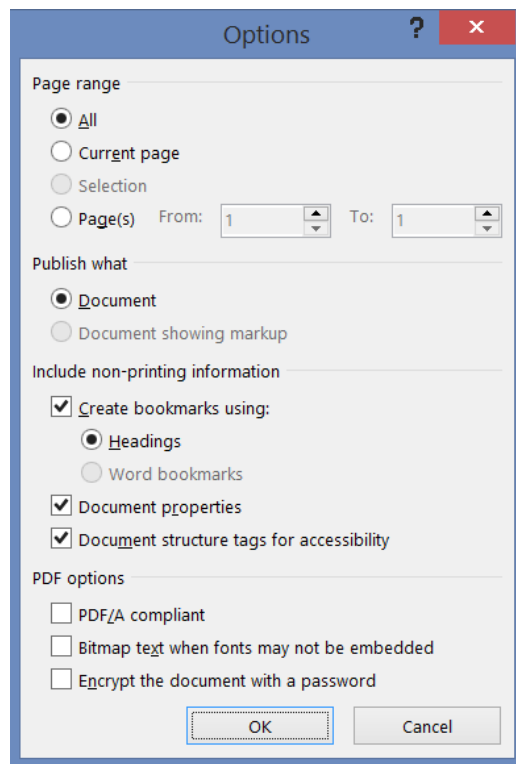 Options ? ×
Page range
All
Current page
Selection
Page(s) From: 1 To: 1
Publish what
Document
Document showing markup
Include non-printing information
Create bookmarks using:
Headings
Word bookmarks
Document properties
Document structure tags for accessibility
PDF options
PDF/A compliant
Bitmap text when fonts may not be embedded
Encrypt the document with a password
OK Cancel